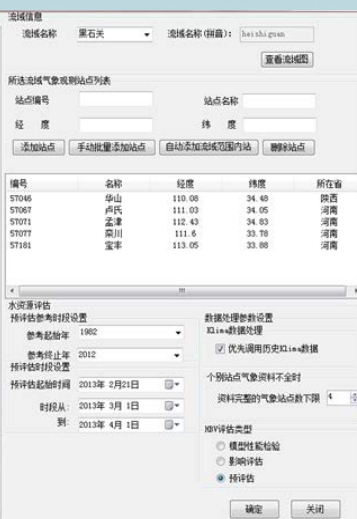 流域信息
流域名称 黑石关 流域名称(拼音): heishiguan
查看流域图
所选流域气象观测站点列表
站点编号 站点名称
经 度 纬 度
添加站点 手动批量添加站点 自动添加流域范围内站 删除站点
编号 名称 经度 纬度 所在省
57046 华山 110.08 34.48 陕西
57067 卢氏 111.03 34.05 河南
57071 孟津 112.43 34.83 河南
57077 栾川 111.6 33.78 河南
57181 宝丰 113.05 33.88 河南
水资源评估
预评估参考时段设置 数据处理参数设置
参考起始年 1982 Klima数据处理
优先调用历史Klima数据
参考终止年 2012
预评估时段设置 个别站点气象资料不全时
预评估起始时间 2013年 2月21日 资料完整的气象站点数下限 4
时段从: 2013年 3月 1日
到: 2013年 4月 1日 HBV评估类型
模型性能检验
影响评估
预评估
确定 关闭